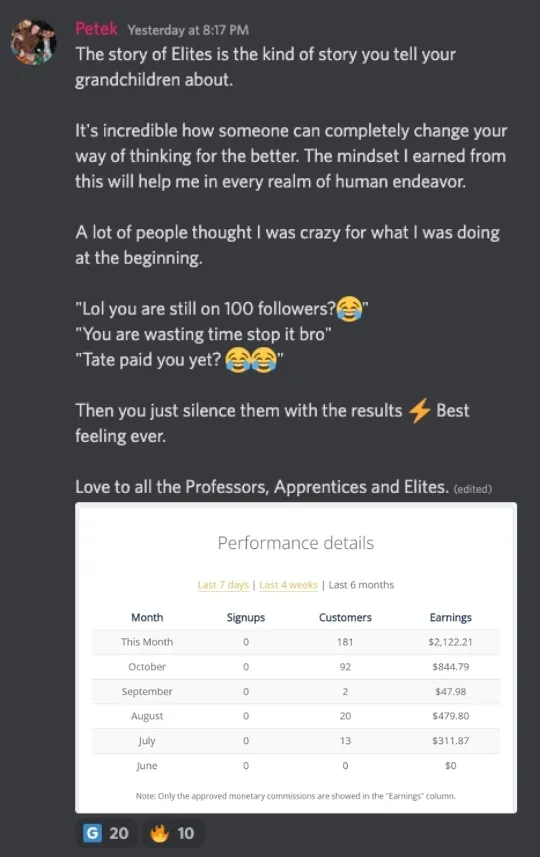 Petek Yesterday at 8:17 PM
The story of Elites is the kind of story you tell your
grandchildren about.
It's incredible how someone can completely change your
way of thinking for the better. The mindset I earned from
this will help me in every realm of human endeavor.
A lot of people thought I was crazy for what I was doing
at the beginning.
"Lol you are still on 100 followers?😂"
"You are wasting time stop it bro"
"Tate paid you yet? 😂😂"
Then you just silence them with the results ⚡ Best
feeling ever.
Love to all the Professors, Apprentices and Elites. (edited)
Performance details
Last 7 days | Last 4 weeks | Last 6 months
Month Signups Customers Earnings
This Month 0 181 $2,122.21
October 0 92 $844.79
September 0 2 $47.98
August 0 20 $479.80
July 0 13 $311.87
June 0 0 $0
Note: Only the approved monetary commissions are showed in the "Earnings" column.
G 20 🔥 10